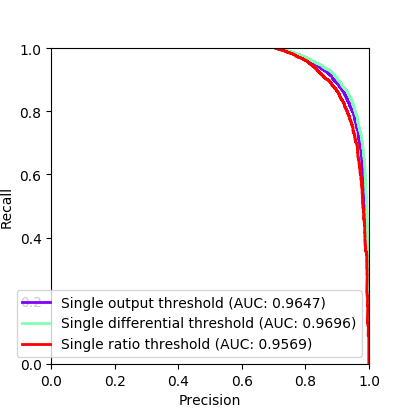 1.0
0.8
0.6
0.4
0.2
0.0
Recall
Single output threshold (AUC: 0.9647)
Single differential threshold (AUC: 0.9696)
Single ratio threshold (AUC: 0.9569)
0.0 0.2 0.4 0.6 0.8 1.0
Precision